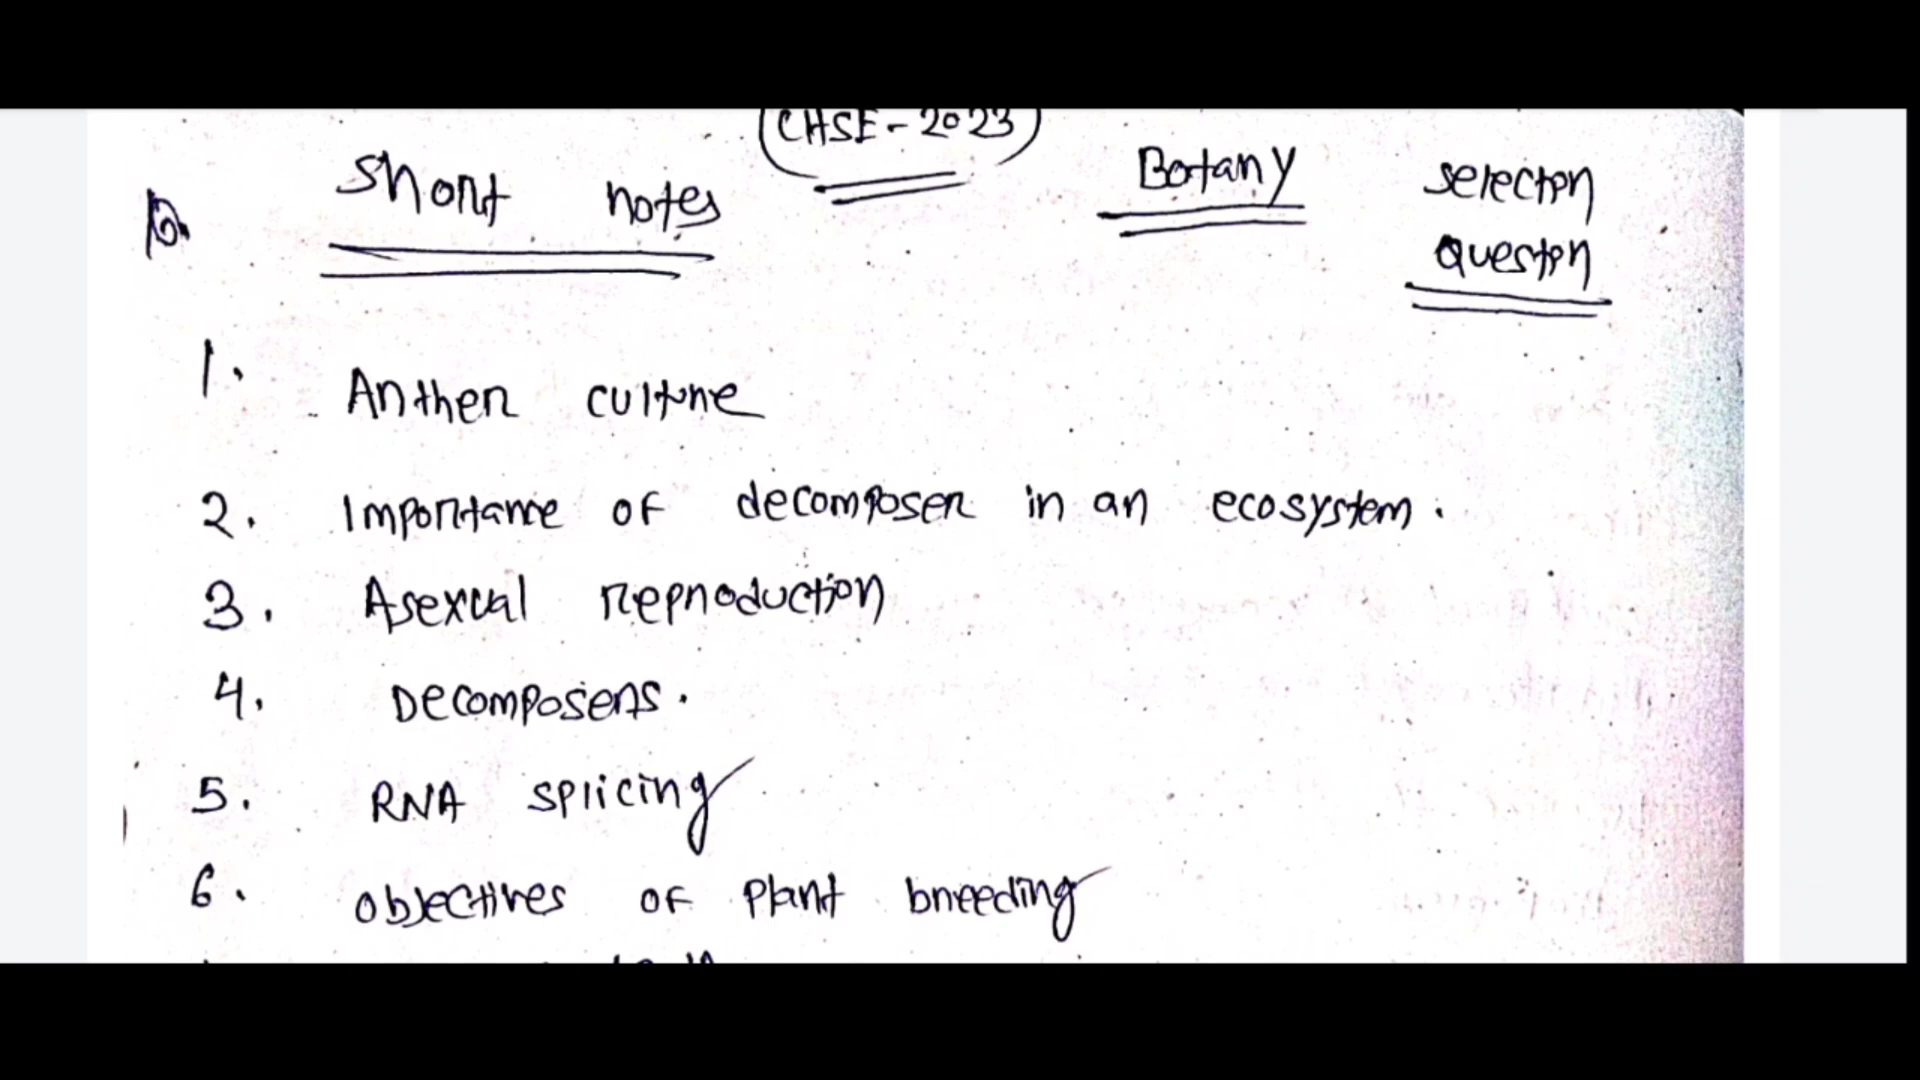 CHSE - 2023
Q. Short notes
Botany
selection
question
1. Anther culture
2. Importance of decomposer in an ecosystem.
3. Asexual reproduction
4. Decomposers.
5. RNA splicing
6. Objectives of plant breeding